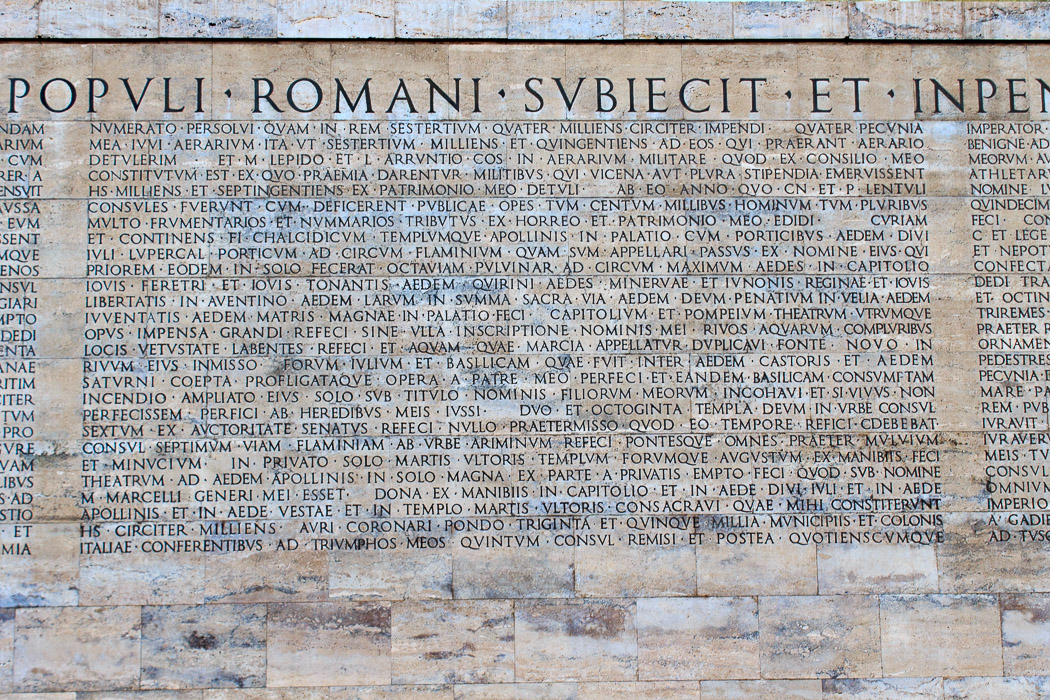 POPVLI · ROMANI · SVBIECIT · ET · INPEN
NVMERATO · PERSOLVI · QVAM · IN · REM · SESTERTIVM · QVATER · MILLIENS · CIRCITER · IMPENDI QVATER PECVNIA
MEA · IVVI · AERARIVM · ITA · VT · SESTERTIVM · MILLIENS · ET · QVINGENTIENS · AD · EOS · QVI · PRAERANT · AERARIO
DETVLERIM ET · M · LEPIDO · ET · L · ARRVNTIO · COS · IN · AERARIVM · MILITARE · QVOD · EX · CONSILIO · MEO
CONSTITVTVM · EST · EX · QVO · PRAEMIA · DARENTVR · MILITIBVS · QVI · VICENA · AVT · PLVRA · STIPENDIA · EMERVISSENT
HS · MILLIENS · ET · SEPTINGENTIENS · EX · PATRIMONIO · MEO · DETVLI AB · EO · ANNO · QVO · CN · ET · P · LENTVLI
CONSVLES · FVERVNT · CVM · DEFICERENT · PVBLICAE · OPES · TVM · CENTVM · MILLIBVS · HOMINVM · TVM · PLVRIBVS
MVLTO · FRVMENTARIOS · ET · NVMMARIOS · TRIBVTVS · EX · HORREO · ET · PATRIMONIO · MEO · EDIDI CVRIAM
ET · CONTINENS · EI · CHALCIDICVM · TEMPLVMQVE · APOLLINIS · IN · PALATIO · CVM · PORTICIBVS · AEDEM · DIVI
IVLI · LVPERCAL · PORTICVM · AD · CIRCVM · FLAMINIVM · QVAM · SVM · APPELLARI · PASSVS · EX · NOMINE · EIVS · QVI
PRIOREM · EODEM · IN · SOLO · FECERAT · OCTAVIAM · PVLVINAR · AD · CIRCVM · MAXIMVM · AEDES · IN · CAPITOLIO
IOVIS · FERETRI · ET · IOVIS · TONANTIS · AEDEM · QVIRINI · AEDES · MINERVAE · ET · IVNONIS · REGINAE · ET · IOVIS
LIBERTATIS · IN · AVENTINO · AEDEM · LARVM · IN · SVMMA · SACRA · VIA · AEDEM · DEVM · PENATIVM · IN · VELIA · AEDEM
IVVENTATIS · AEDEM · MATRIS · MAGNAE · IN · PALATIO · FECI CAPITOLIVM · ET · POMPEIVM · THEATRVM · VTRVMQVE
OPVS · IMPENSA · GRANDI · REFECI · SINE · VLLA · INSCRIPTIONE · NOMINIS · MEI RIVOS · AQVARVM · COMPLVRIBVS
LOCIS · VETVSTATE · LABENTES · REFECI · ET · AQVAM · QVAE · MARCIA · APPELLATVR · DVPLICAVI · FONTE · NOVO · IN
RIVVM · EIVS · INMISSO FORVM · IVLIVM · ET · BASILICAM · QVAE · FVIT · INTER · AEDEM · CASTORIS · ET · AEDEM
SATVRNI · COEPTA · PROFLIGATAQVE · OPERA · A · PATRE · MEO · PERFECI · ET · EANDEM · BASILICAM · CONSVMPTAM
INCENDIO · AMPLIATO · EIVS · SOLO · SVB · TITVLO · NOMINIS · FILIORVM · MEORVM · INCOHAVI · ET · SI · VIVVS · NON
PERFECISSEM · PERFICI · AB · HEREDIBVS · MEIS · IVSSI DVO · ET · OCTOGINTA · TEMPLA · DEVM · IN · VRBE · CONSVL
SEXTVM · EX · AVCTORITATE · SENATVS · REFECI · NVLLO · PRAETERMISSO · QVOD · EO · TEMPORE · REFICI · DEBEBAT
CONSVL · SEPTIMVM · VIAM · FLAMINIAM · AB · VRBE · ARIMINVM · REFECI · PONTESQVE · OMNES · PRAETER · MVLVIVM
ET · MINVCIVM IN · PRIVATO · SOLO · MARTIS · VLTORIS · TEMPLVM · FORVMQVE · AVGVSTVM · EX · MANIBIIS · FECI
THEATRVM · AD · AEDEM · APOLLINIS · IN · SOLO · MAGNA · EX · PARTE · A · PRIVATIS · EMPTO · FECI · QVOD · SVB · NOMINE
M · MARCELLI · GENERI · MEI · ESSET DONA · EX · MANIBIIS · IN · CAPITOLIO · ET · IN · AEDE · DIVI · IVLI · ET · IN · AEDE
APOLLINIS · ET · IN · AEDE · VESTAE · ET · IN · TEMPLO · MARTIS · VLTORIS · CONSACRAVI · QVAE · MIHI · CONSTITERVNT
HS · CIRCITER · MILLIENS AVRI · CORONARI · PONDO · TRIGINTA · ET · QVINQVE · MILLIA · MVNICIPIIS · ET · COLONIS
ITALIAE · CONFERENTIBVS · AD · TRIVMPHOS · MEOS · QVINTVM · CONSVL · REMISI · ET · POSTEA · QVOTIENSCVMQVE